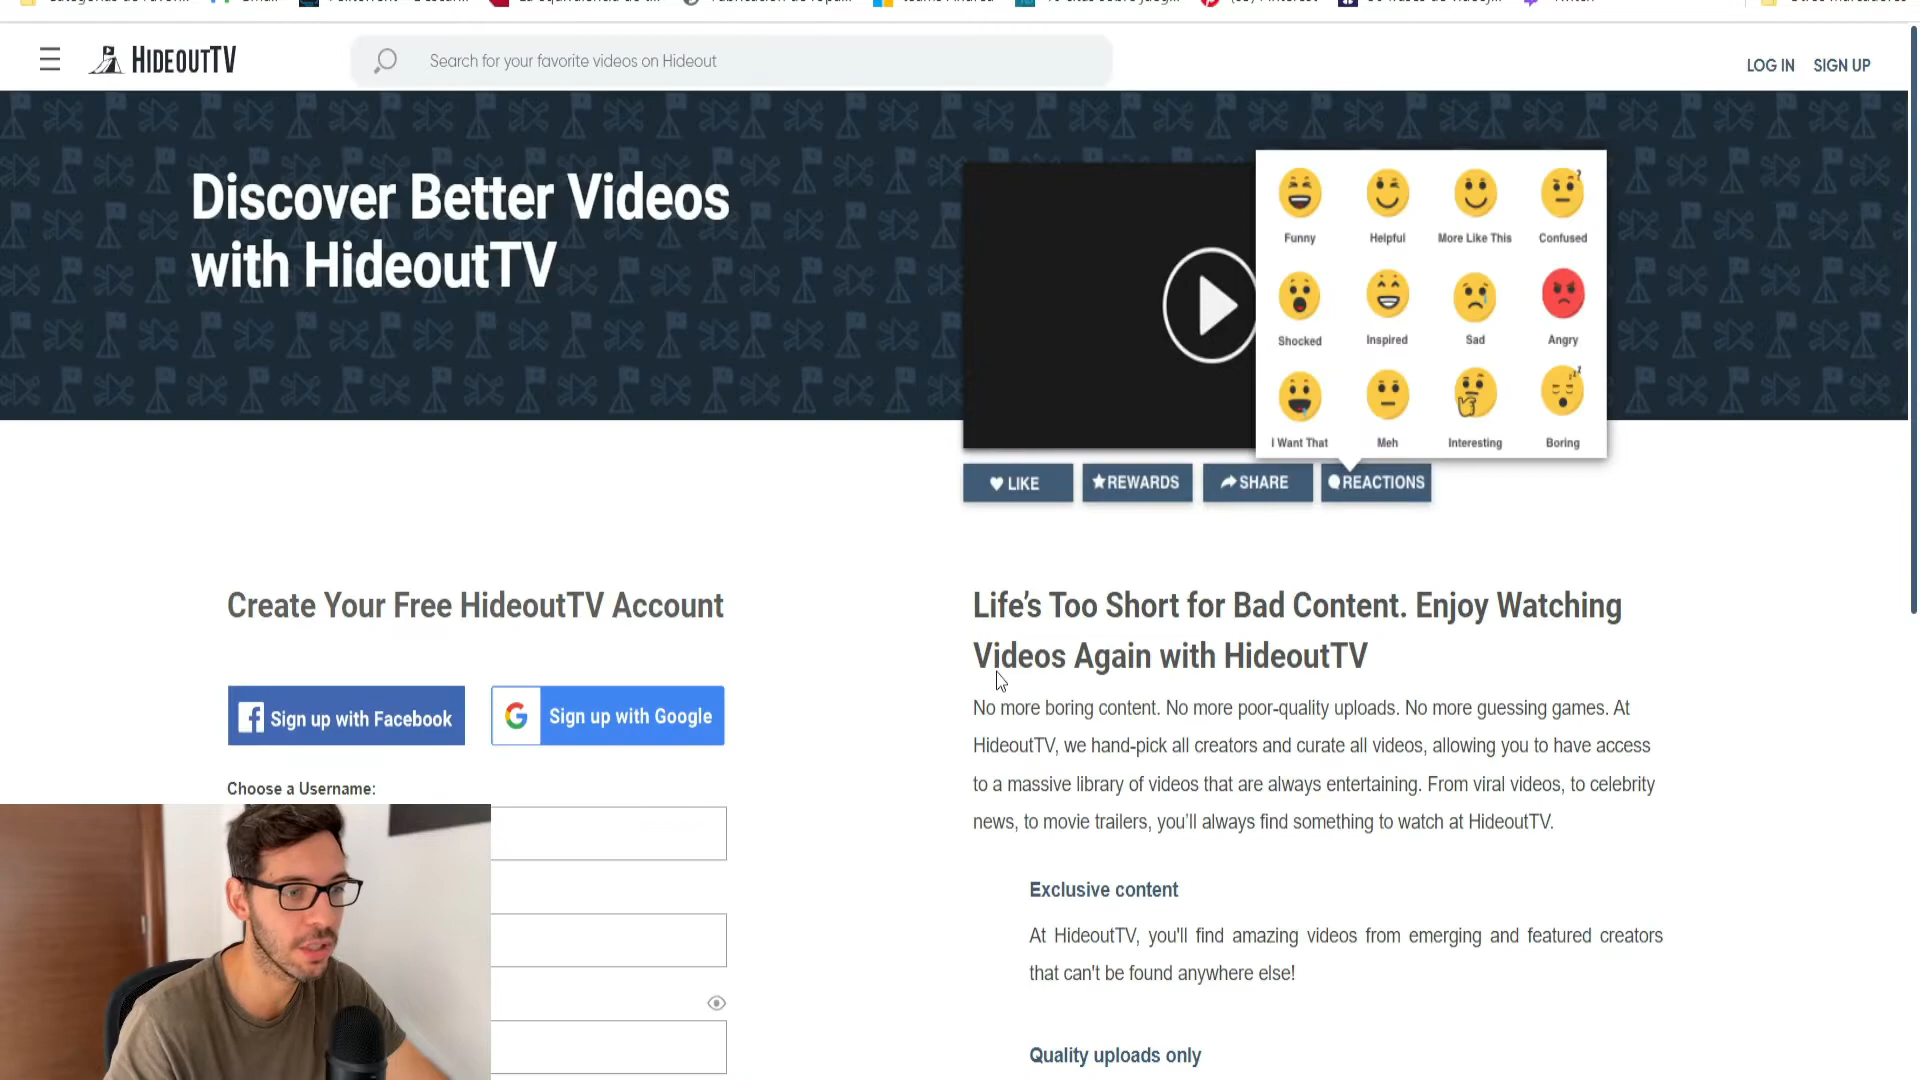 HIDEOUTTV
Search for your favorite videos on Hideout
LOG IN
SIGN UP
Discover Better Videos
with HideoutTV
Funny
Helpful
More Like This
Confused
Shocked
Inspired
Sad
Angry
I Want That
Meh
Interesting
Boring
LIKE
REWARDS
SHARE
REACTIONS
Create Your Free HideoutTV Account
Sign up with Facebook
Sign up with Google
Choose a Username:
Life's Too Short for Bad Content. Enjoy Watching
Videos Again with HideoutTV
No more boring content. No more poor-quality uploads. No more guessing games. At
HideoutTV, we hand-pick all creators and curate all videos, allowing you to have access
to a massive library of videos that are always entertaining. From viral videos, to celebrity
news, to movie trailers, you'll always find something to watch at HideoutTV.
Exclusive content
At HideoutTV, you'll find amazing videos from emerging and featured creators
that can't be found anywhere else!
Quality uploads only